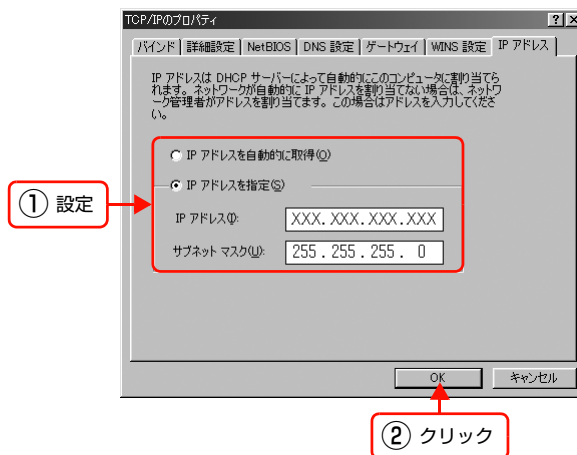 TCP/IPのプロパティ
バインド 詳細設定 NetBIOS DNS 設定 ゲートウェイ WINS 設定 IP アドレス
IP アドレスは DHCP サーバーによって自動的にこのコンピュータに割り当てら
れます。ネットワークが自動的に IP アドレスを割り当てない場合は、ネットワ
ーク管理者がアドレスを割り当てます。この場合はアドレスを入力してくださ
い。
IP アドレスを自動的に取得(O)
IP アドレスを指定(S)
① 設定
IP アドレス(I): XXX.XXX.XXX.XXX
サブネット マスク(U): 255.255.255. 0
OK キャンセル
② クリック